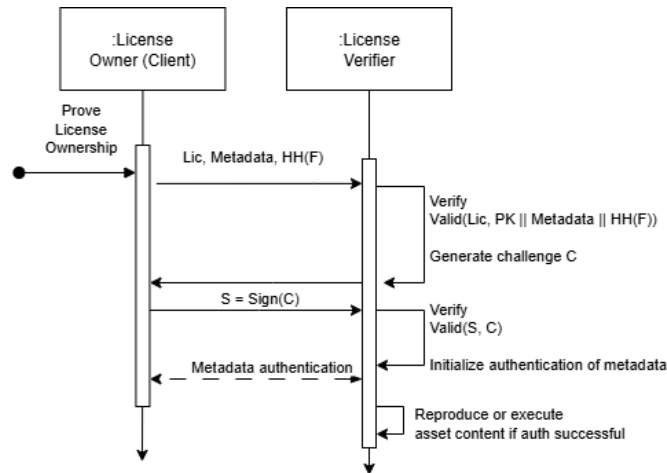 :License
Owner (Client)
:License
Verifier
Prove
License
Ownership
Lic, Metadata, HH(F)
Verify
Valid(Lic, PK || Metadata || HH(F))
Generate challenge C
S = Sign(C)
Verify
Valid(S, C)
Metadata authentication
Initialize authentication of metadata
Reproduce or execute
asset content if auth successful